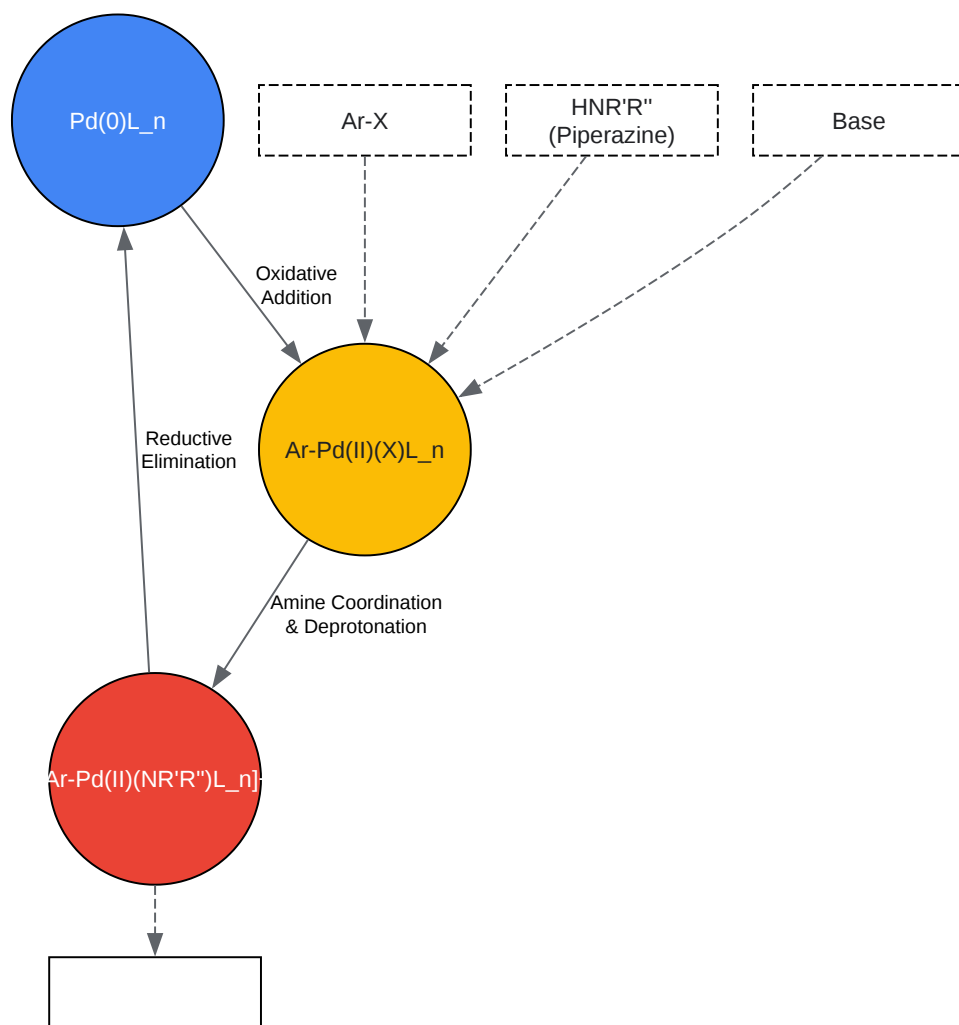 Pd(0)L_n
Ar-X
HNR'R"
(Piperazine)
Base
Oxidative
Addition
Reductive
Elimination
Ar-Pd(II)(X)L_n
Amine Coordination
& Deprotonation
Ar-Pd(II)(NR'R")L_n]